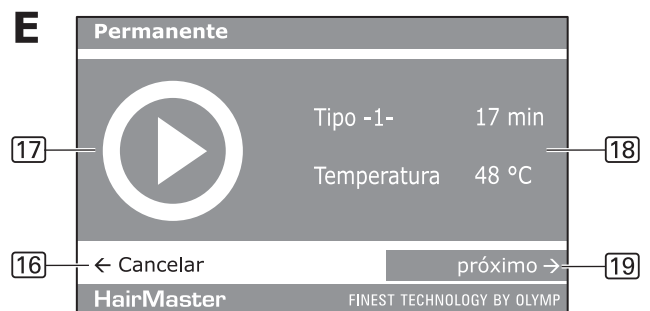 E
Permanente
Tipo -1- 17 min
17 18
Temperatura 48 °C
16 ← Cancelar próximo → 19
HairMaster FINEST TECHNOLOGY BY OLYMP